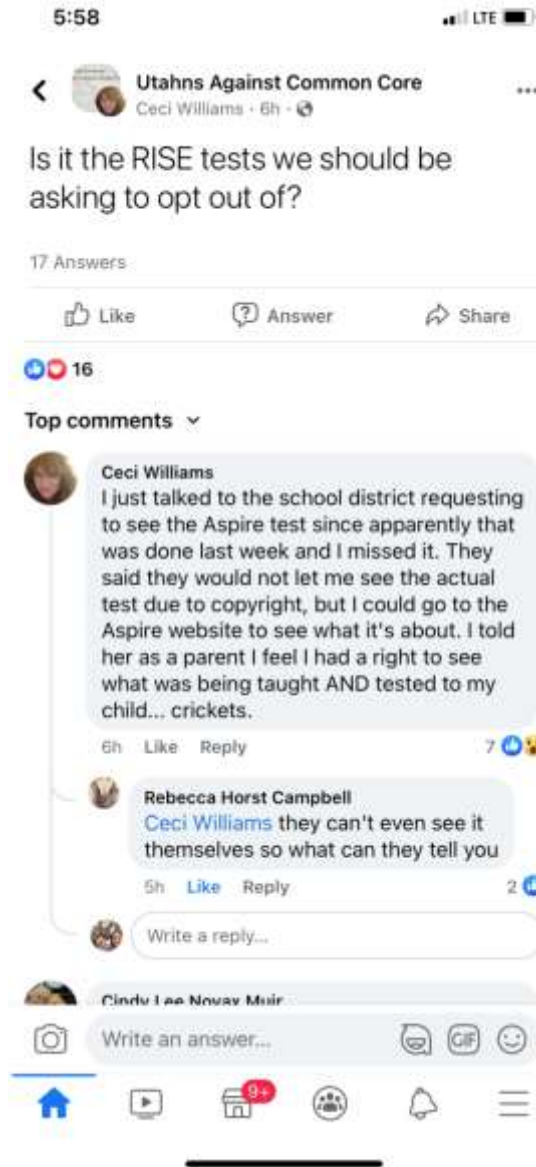 5:58
LTE
Utahns Against Common Core
Ceci Williams · 6h ·
Is it the RISE tests we should be
asking to opt out of?
17 Answers
Like Answer Share
16
Top comments
Ceci Williams
I just talked to the school district requesting
to see the Aspire test since apparently that
was done last week and I missed it. They
said they would not let me see the actual
test due to copyright, but I could go to the
Aspire website to see what it's about. I told
her as a parent I feel I had a right to see
what was being taught AND tested to my
child... crickets.
6h Like Reply 7
Rebecca Horst Campbell
Ceci Williams they can't even see it
themselves so what can they tell you
5h Like Reply 2
Write a reply...
Cindy Lee Novax Muir
Write an answer... GIF
9+